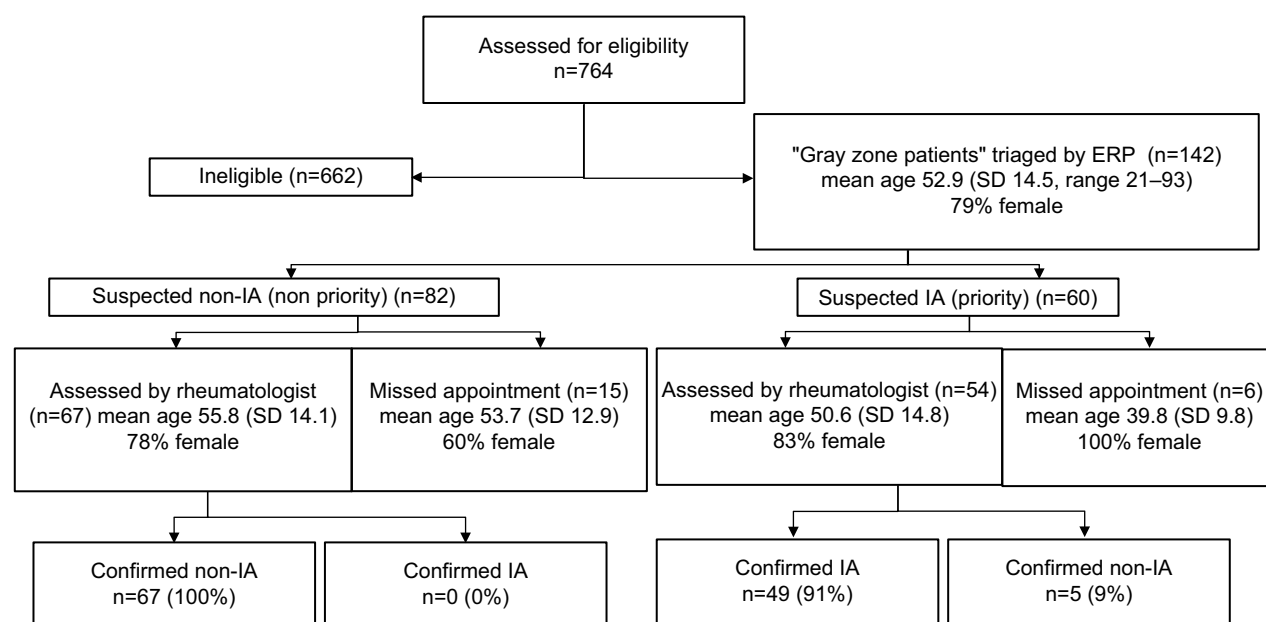 Assessed for eligibility
n=764
Ineligible (n=662)
"Gray zone patients" triaged by ERP (n=142)
mean age 52.9 (SD 14.5, range 21–93)
79% female
Suspected non-IA (non priority) (n=82)
Suspected IA (priority) (n=60)
Assessed by rheumatologist
(n=67) mean age 55.8 (SD 14.1)
78% female
Missed appointment (n=15)
mean age 53.7 (SD 12.9)
60% female
Assessed by rheumatologist (n=54)
mean age 50.6 (SD 14.8)
83% female
Missed appointment (n=6)
mean age 39.8 (SD 9.8)
100% female
Confirmed non-IA
n=67 (100%)
Confirmed IA
n=0 (0%)
Confirmed IA
n=49 (91%)
Confirmed non-IA
n=5 (9%)